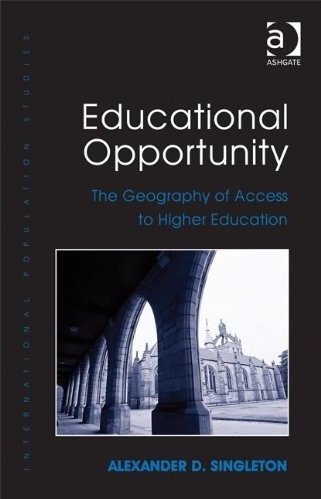 a
ASHGATE
INTERNATIONAL POPULATION STUDIES
Educational
Opportunity
The Geography of Access
to Higher Education
ALEXANDER D. SINGLETON